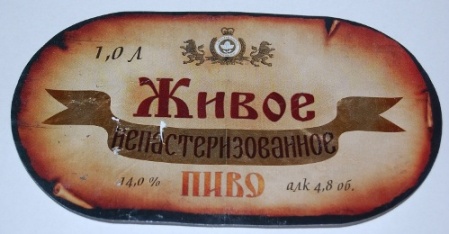 1,0 Л
Живое
непастеризованное
14,0 %
ПИВО
алк 4,8 об.